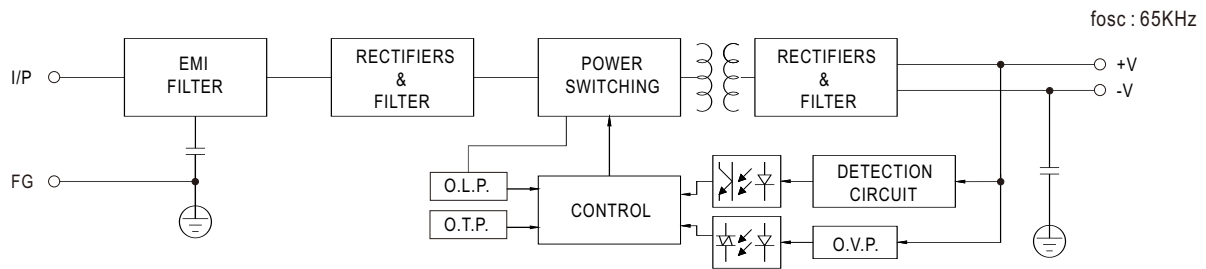 fosc : 65KHz
I/P
EMI
FILTER
RECTIFIERS
&
FILTER
POWER
SWITCHING
RECTIFIERS
&
FILTER
+V
-V
FG
O.L.P.
O.T.P.
CONTROL
DETECTION
CIRCUIT
O.V.P.